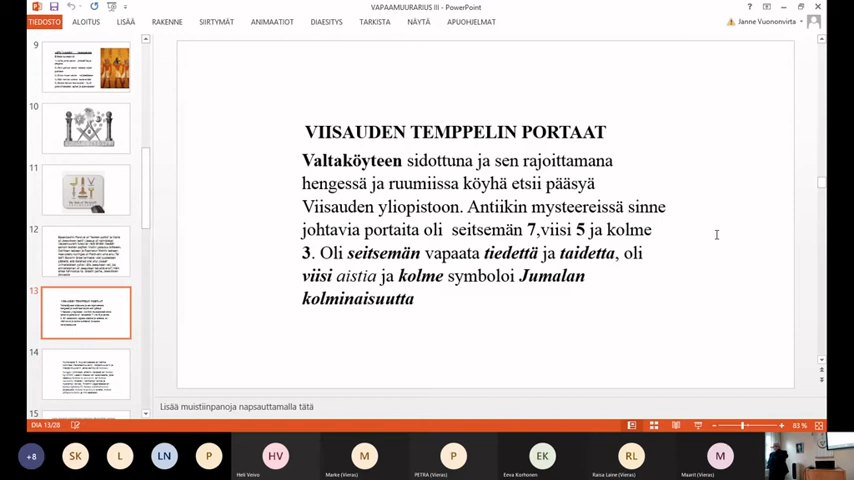 VAPAAMUURARIUS III - PowerPoint
TIEDOSTO ALOITUS LISÄÄ RAKENNE SIIRTYMÄT ANIMAATIOT DIAESITYS TARKISTA NÄYTÄ APUOHJELMAT
Janne Vuononvirta
9
10
11
12
13
14
15
VIISAUDEN TEMPPELIN PORTAAT
Valtaköyteen sidottuna ja sen rajoittamana
hengessä ja ruumiissa köyhä etsii pääsyä
Viisauden yliopistoon. Antiikin mysteereissä sinne
johtavia portaita oli seitsemän 7,viisi 5 ja kolme
3. Oli seitsemän vapaata tiedettä ja taidetta, oli
viisi aistia ja kolme symboloi Jumalan
kolminaisuutta
Lisää muistiinpanoja napsauttamalla tätä
DIA 13/28
83 %
+8 SK L LN P HV M P EK RL M
Heli Veivo Marke (Vieras) PETRA (Vieras) Eeva Korhonen Raisa Laine (Vieras) Maarit (Vieras)